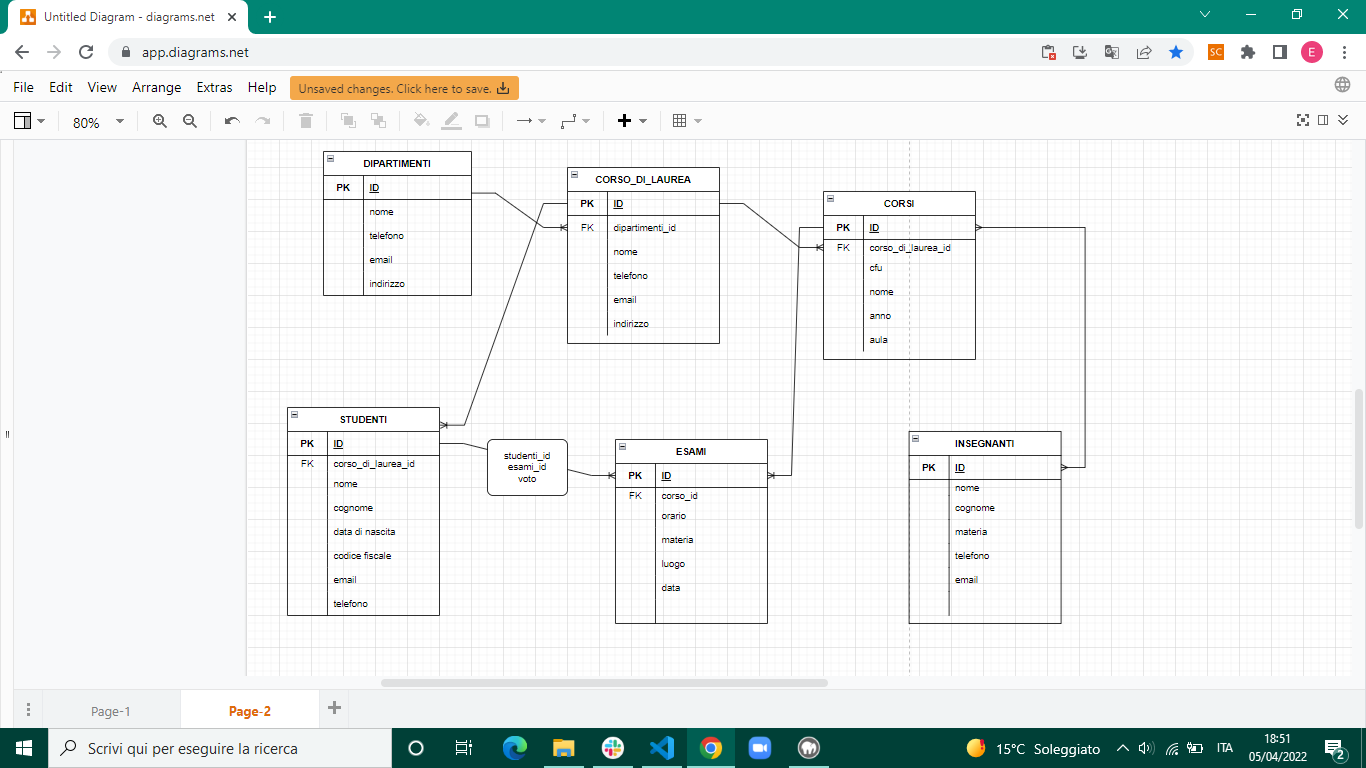 Untitled Diagram - diagrams.net
app.diagrams.net
SC
E
File Edit View Arrange Extras Help
Unsaved changes. Click here to save.
80%
DIPARTIMENTI
PK ID
nome
telefono
email
indirizzo
CORSO_DI_LAUREA
PK ID
FK dipartimenti_id
nome
telefono
email
indirizzo
CORSI
PK ID
FK corso_di_laurea_id
cfu
nome
anno
aula
STUDENTI
PK ID
FK corso_di_laurea_id
nome
cognome
data di nascita
codice fiscale
email
telefono
studenti_id
esami_id
voto
ESAMI
PK ID
FK corso_id
orario
materia
luogo
data
INSEGNANTI
PK ID
nome
cognome
materia
telefono
email
Page-1
Page-2
Scrivi qui per eseguire la ricerca
15°C Soleggiato
ITA
18:51
05/04/2022
2